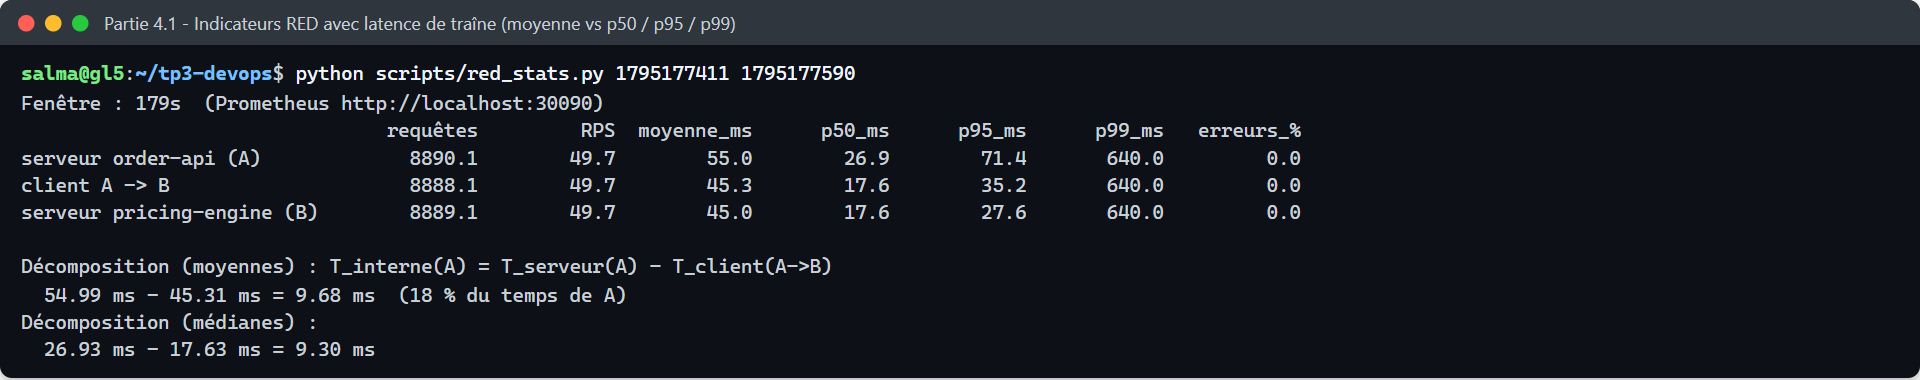 Partie 4.1 - Indicateurs RED avec latence de traîne (moyenne vs p50 / p95 / p99)
salma@gl5:~/tp3-devops$ python scripts/red_stats.py 1795177411 1795177590
Fenêtre : 179s  (Prometheus http://localhost:30090)
requêtes RPS moyenne_ms p50_ms p95_ms p99_ms erreurs_%
serveur order-api (A) 8890.1 49.7 55.0 26.9 71.4 640.0 0.0
client A -> B 8888.1 49.7 45.3 17.6 35.2 640.0 0.0
serveur pricing-engine (B) 8889.1 49.7 45.0 17.6 27.6 640.0 0.0
Décomposition (moyennes) : T_interne(A) = T_serveur(A) - T_client(A->B)
54.99 ms - 45.31 ms = 9.68 ms  (18 % du temps de A)
Décomposition (médianes) :
26.93 ms - 17.63 ms = 9.30 ms